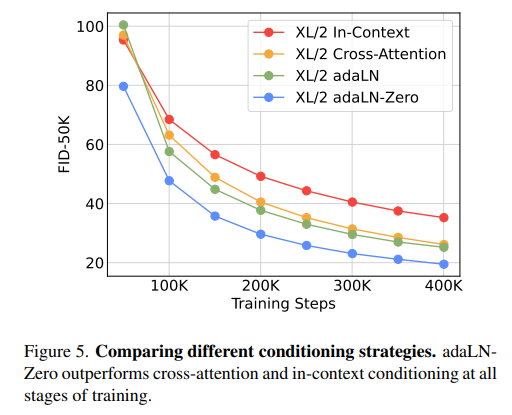 100K
80
60
40
20
FID-50K
XL/2 In-Context
XL/2 Cross-Attention
XL/2 adaLN
XL/2 adaLN-Zero
100K 200K 300K 400K
Training Steps
Figure 5. Comparing different conditioning strategies. adaLN-
Zero outperforms cross-attention and in-context conditioning at all
stages of training.